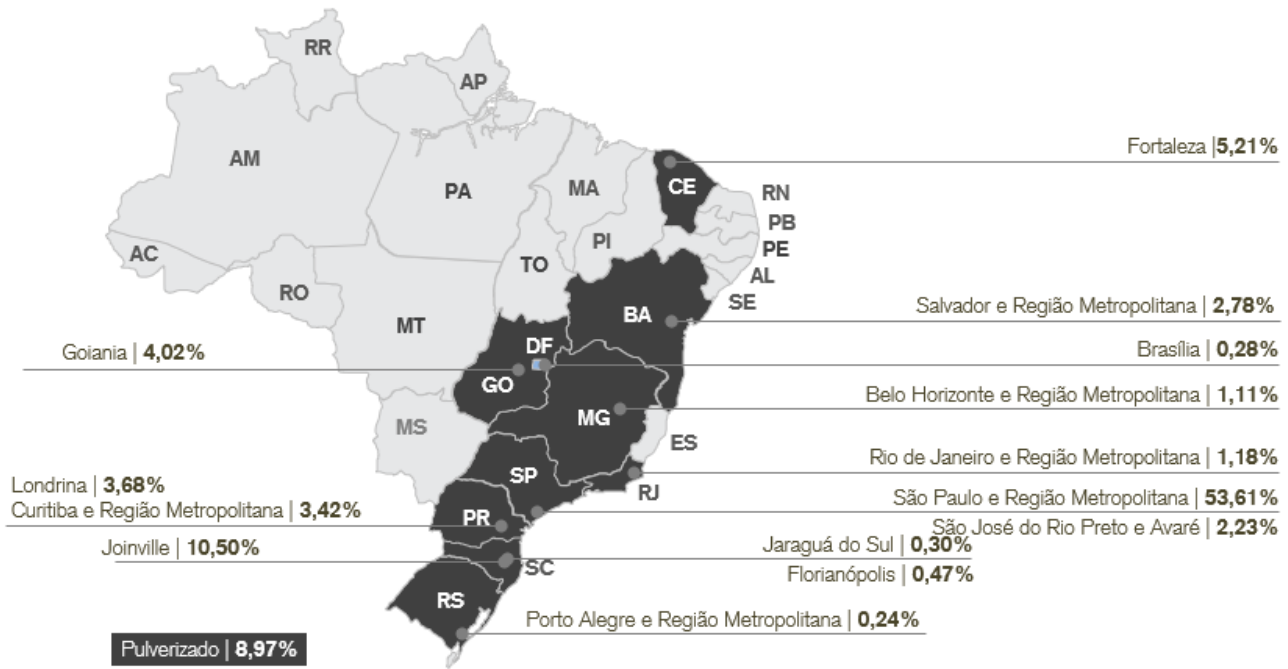 RR
AP
AM
PA
MA
CE
Fortaleza |5,21%
RN
PB
PE
AL
SE
PI
AC
TO
RO
MT
BA
Salvador e Região Metropolitana | 2,78%
Goiania | 4,02%
DF
Brasília | 0,28%
GO
Belo Horizonte e Região Metropolitana | 1,11%
MS
MG
ES
Rio de Janeiro e Região Metropolitana | 1,18%
SP
RJ
Londrina | 3,68%
Curitiba e Região Metropolitana | 3,42%
São Paulo e Região Metropolitana | 53,61%
São José do Rio Preto e Avaré | 2,23%
PR
Joinville | 10,50%
Jaraguá do Sul | 0,30%
Florianópolis | 0,47%
SC
RS
Porto Alegre e Região Metropolitana | 0,24%
Pulverizado | 8,97%